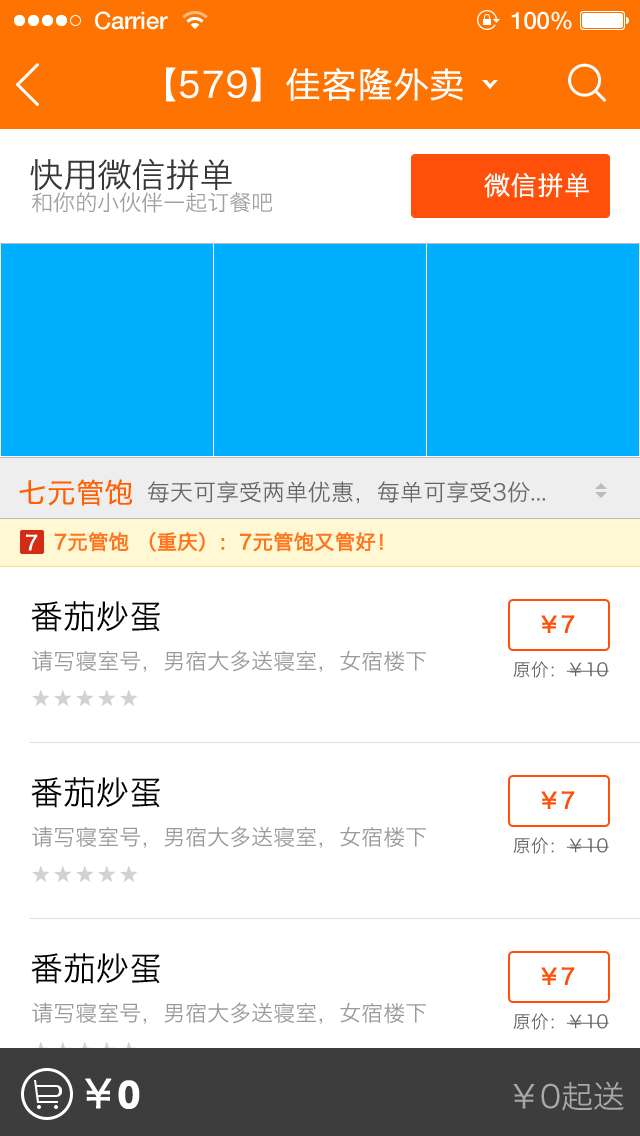 Carrier 100%
【579】佳客隆外卖
快用微信拼单
和你的小伙伴一起订餐吧
微信拼单
七元管饱 每天可享受两单优惠，每单可享受3份...
7 7元管饱 （重庆）：7元管饱又管好！
番茄炒蛋
¥7
请写寝室号，男宿大多送寝室，女宿楼下
原价：¥10
番茄炒蛋
¥7
请写寝室号，男宿大多送寝室，女宿楼下
原价：¥10
番茄炒蛋
¥7
请写寝室号，男宿大多送寝室，女宿楼下
原价：¥10
¥0
¥0起送